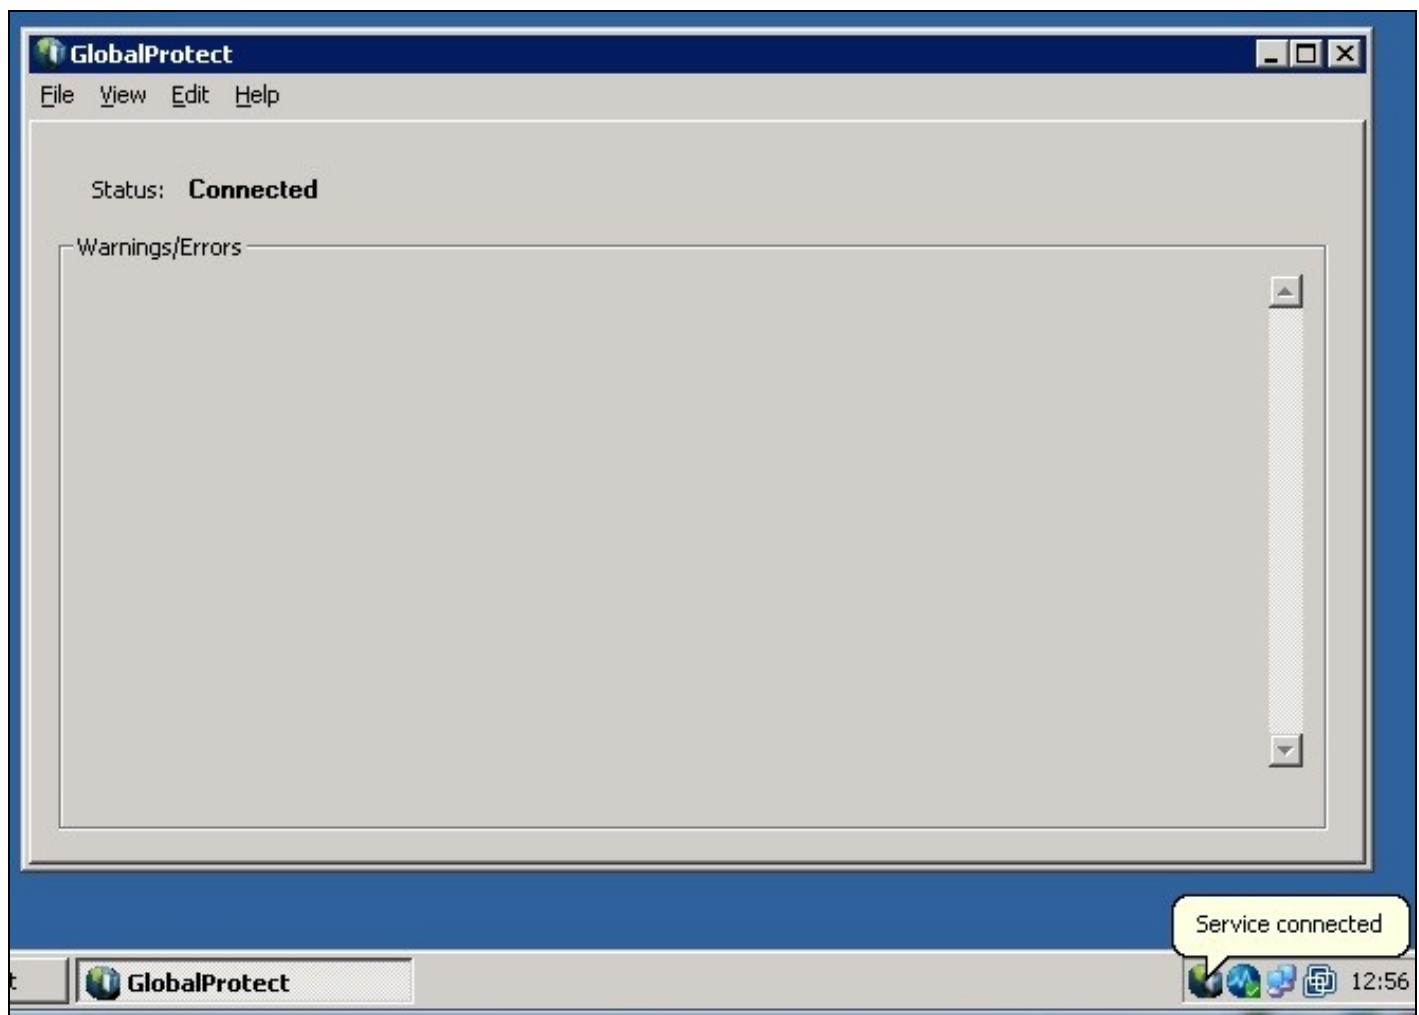 GlobalProtect
File View Edit Help
Status: Connected
Warnings/Errors
Service connected
t
GlobalProtect
12:56